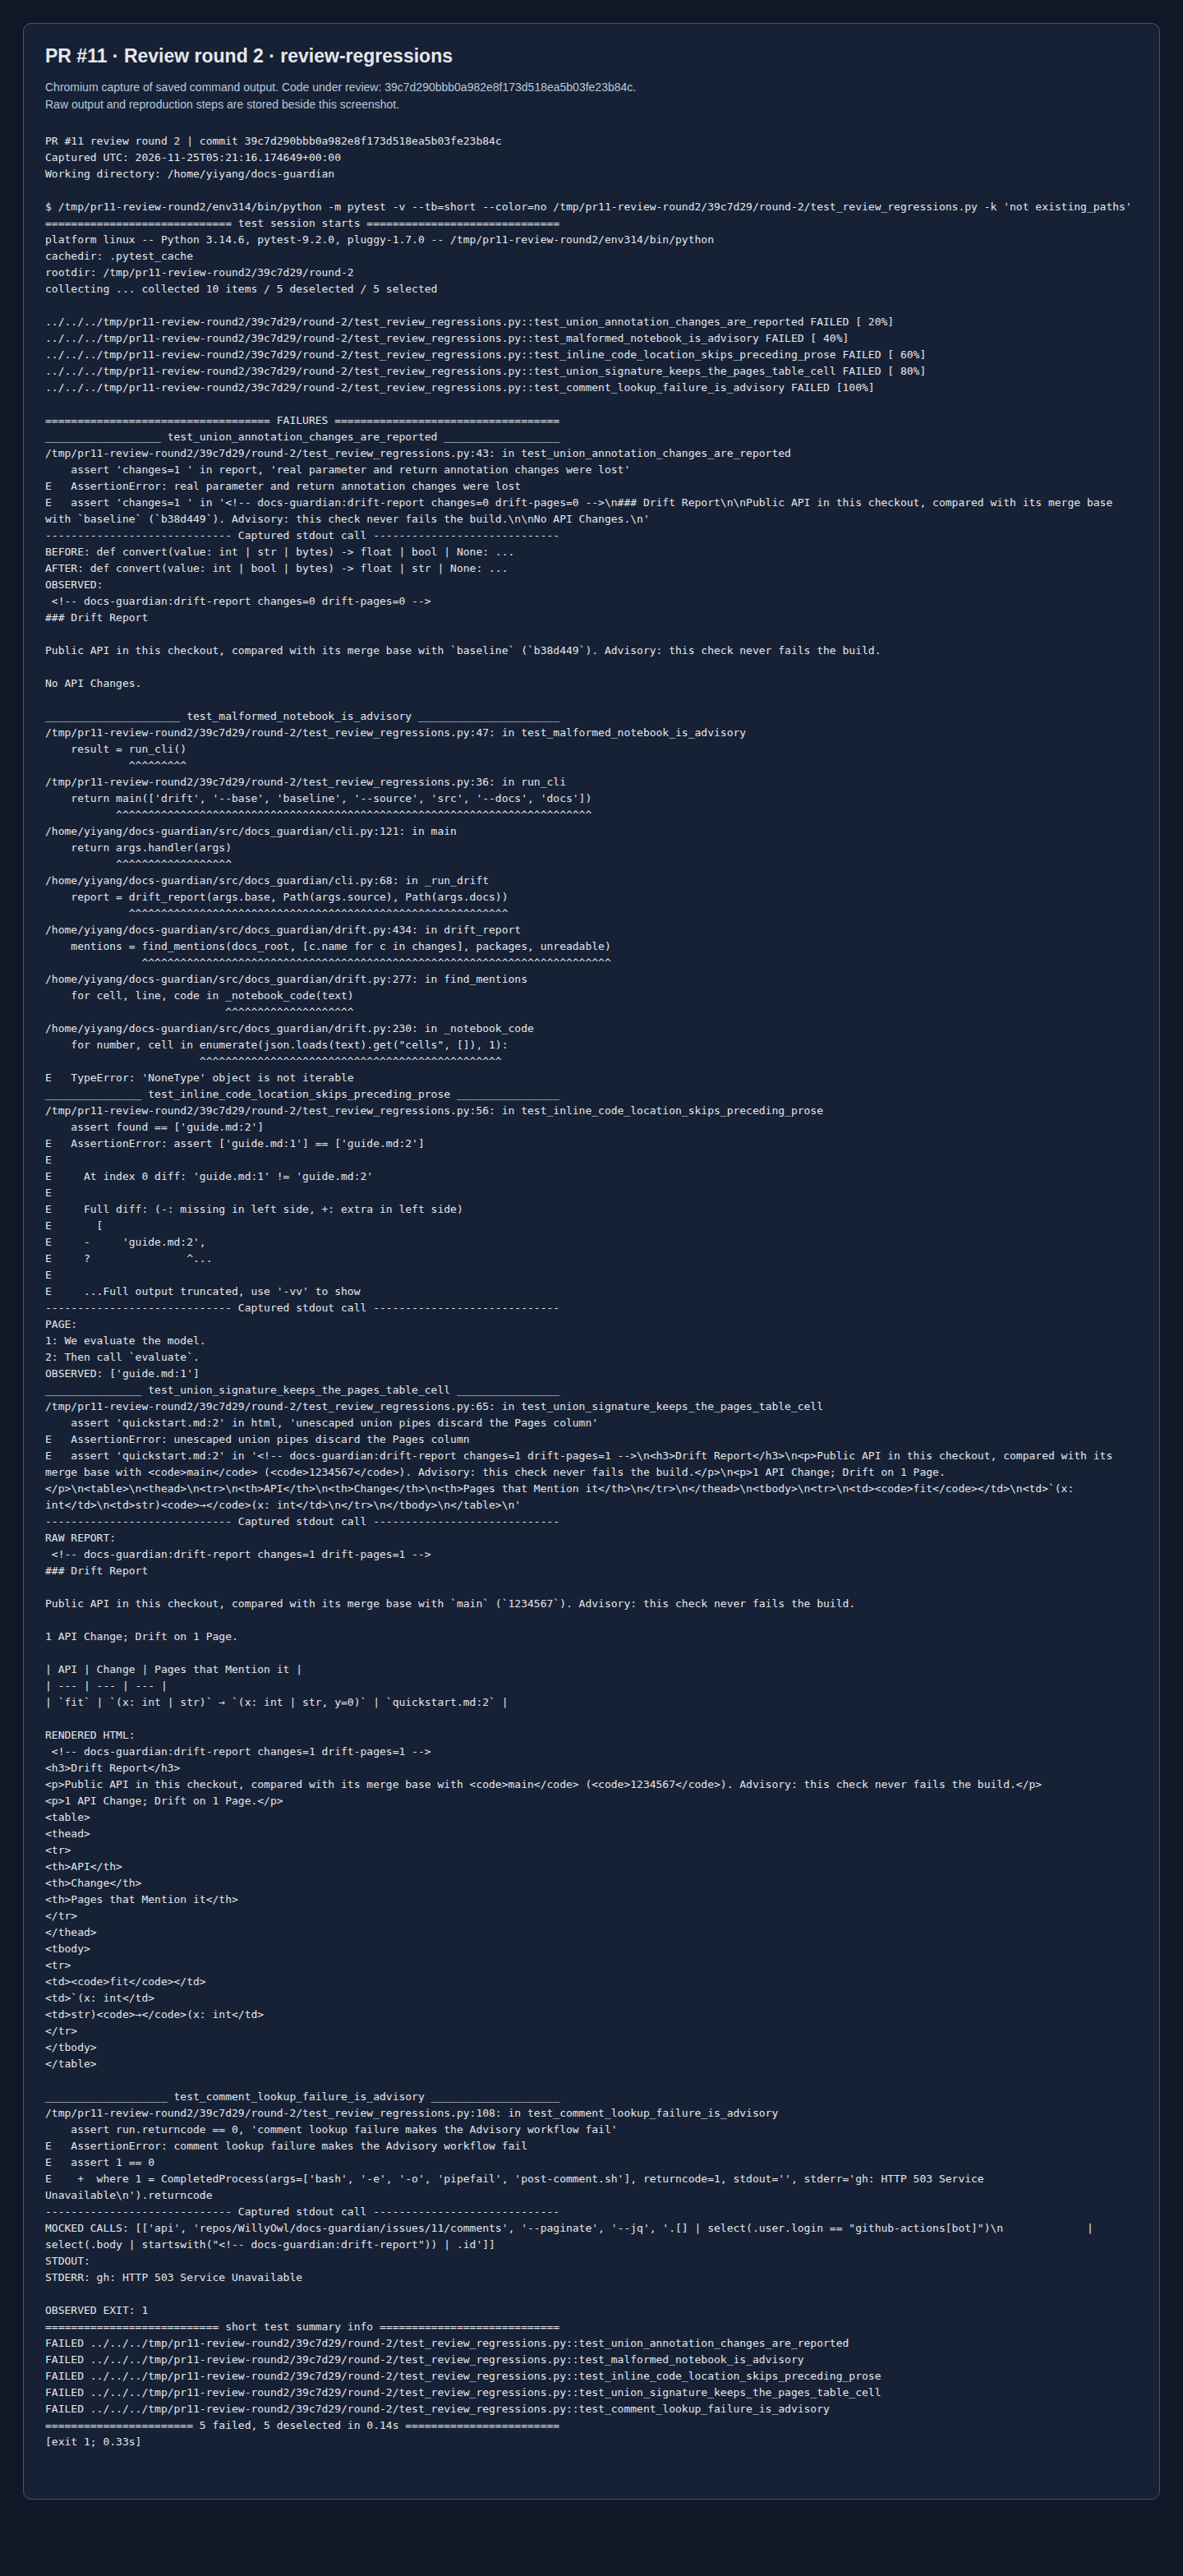 PR #11 · Review round 2 · review-regressions
Chromium capture of saved command output. Code under review: 39c7d290bbb0a982e8f173d518ea5b03fe23b84c.
Raw output and reproduction steps are stored beside this screenshot.
PR #11 review round 2 | commit 39c7d290bbb0a982e8f173d518ea5b03fe23b84c
Captured UTC: 2026-11-25T05:21:16.174649+00:00
Working directory: /home/yiyang/docs-guardian
$ /tmp/pr11-review-round2/env314/bin/python -m pytest -v --tb=short --color=no /tmp/pr11-review-round2/39c7d29/round-2/test_review_regressions.py -k 'not existing_paths'
============================= test session starts ==============================
platform linux -- Python 3.14.6, pytest-9.2.0, pluggy-1.7.0 -- /tmp/pr11-review-round2/env314/bin/python
cachedir: .pytest_cache
rootdir: /tmp/pr11-review-round2/39c7d29/round-2
collecting ... collected 10 items / 5 deselected / 5 selected
../../../tmp/pr11-review-round2/39c7d29/round-2/test_review_regressions.py::test_union_annotation_changes_are_reported FAILED [ 20%]
../../../tmp/pr11-review-round2/39c7d29/round-2/test_review_regressions.py::test_malformed_notebook_is_advisory FAILED [ 40%]
../../../tmp/pr11-review-round2/39c7d29/round-2/test_review_regressions.py::test_inline_code_location_skips_preceding_prose FAILED [ 60%]
../../../tmp/pr11-review-round2/39c7d29/round-2/test_review_regressions.py::test_union_signature_keeps_the_pages_table_cell FAILED [ 80%]
../../../tmp/pr11-review-round2/39c7d29/round-2/test_review_regressions.py::test_comment_lookup_failure_is_advisory FAILED [100%]
=================================== FAILURES ===================================
__________________ test_union_annotation_changes_are_reported __________________
/tmp/pr11-review-round2/39c7d29/round-2/test_review_regressions.py:43: in test_union_annotation_changes_are_reported
    assert 'changes=1 ' in report, 'real parameter and return annotation changes were lost'
E   AssertionError: real parameter and return annotation changes were lost
E   assert 'changes=1 ' in '<!-- docs-guardian:drift-report changes=0 drift-pages=0 -->\n### Drift Report\n\nPublic API in this checkout, compared with its merge base
with `baseline` (`b38d449`). Advisory: this check never fails the build.\n\nNo API Changes.\n'
----------------------------- Captured stdout call -----------------------------
BEFORE: def convert(value: int | str | bytes) -> float | bool | None: ...
AFTER: def convert(value: int | bool | bytes) -> float | str | None: ...
OBSERVED:
 <!-- docs-guardian:drift-report changes=0 drift-pages=0 -->
### Drift Report
Public API in this checkout, compared with its merge base with `baseline` (`b38d449`). Advisory: this check never fails the build.
No API Changes.
_____________________ test_malformed_notebook_is_advisory ______________________
/tmp/pr11-review-round2/39c7d29/round-2/test_review_regressions.py:47: in test_malformed_notebook_is_advisory
    result = run_cli()
             ^^^^^^^^^
/tmp/pr11-review-round2/39c7d29/round-2/test_review_regressions.py:36: in run_cli
    return main(['drift', '--base', 'baseline', '--source', 'src', '--docs', 'docs'])
           ^^^^^^^^^^^^^^^^^^^^^^^^^^^^^^^^^^^^^^^^^^^^^^^^^^^^^^^^^^^^^^^^^^^^^^^^^^
/home/yiyang/docs-guardian/src/docs_guardian/cli.py:121: in main
    return args.handler(args)
           ^^^^^^^^^^^^^^^^^^
/home/yiyang/docs-guardian/src/docs_guardian/cli.py:68: in _run_drift
    report = drift_report(args.base, Path(args.source), Path(args.docs))
             ^^^^^^^^^^^^^^^^^^^^^^^^^^^^^^^^^^^^^^^^^^^^^^^^^^^^^^^^^^^
/home/yiyang/docs-guardian/src/docs_guardian/drift.py:434: in drift_report
    mentions = find_mentions(docs_root, [c.name for c in changes], packages, unreadable)
               ^^^^^^^^^^^^^^^^^^^^^^^^^^^^^^^^^^^^^^^^^^^^^^^^^^^^^^^^^^^^^^^^^^^^^^^^^
/home/yiyang/docs-guardian/src/docs_guardian/drift.py:277: in find_mentions
    for cell, line, code in _notebook_code(text)
                            ^^^^^^^^^^^^^^^^^^^^
/home/yiyang/docs-guardian/src/docs_guardian/drift.py:230: in _notebook_code
    for number, cell in enumerate(json.loads(text).get("cells", []), 1):
                        ^^^^^^^^^^^^^^^^^^^^^^^^^^^^^^^^^^^^^^^^^^^^^^^
E   TypeError: 'NoneType' object is not iterable
_______________ test_inline_code_location_skips_preceding_prose ________________
/tmp/pr11-review-round2/39c7d29/round-2/test_review_regressions.py:56: in test_inline_code_location_skips_preceding_prose
    assert found == ['guide.md:2']
E   AssertionError: assert ['guide.md:1'] == ['guide.md:2']
E
E     At index 0 diff: 'guide.md:1' != 'guide.md:2'
E
E     Full diff: (-: missing in left side, +: extra in left side)
E       [
E     -     'guide.md:2',
E     ?               ^...
E
E     ...Full output truncated, use '-vv' to show
----------------------------- Captured stdout call -----------------------------
PAGE:
1: We evaluate the model.
2: Then call `evaluate`.
OBSERVED: ['guide.md:1']
_______________ test_union_signature_keeps_the_pages_table_cell ________________
/tmp/pr11-review-round2/39c7d29/round-2/test_review_regressions.py:65: in test_union_signature_keeps_the_pages_table_cell
    assert 'quickstart.md:2' in html, 'unescaped union pipes discard the Pages column'
E   AssertionError: unescaped union pipes discard the Pages column
E   assert 'quickstart.md:2' in '<!-- docs-guardian:drift-report changes=1 drift-pages=1 -->\n<h3>Drift Report</h3>\n<p>Public API in this checkout, compared with its
merge base with <code>main</code> (<code>1234567</code>). Advisory: this check never fails the build.</p>\n<p>1 API Change; Drift on 1 Page.
</p>\n<table>\n<thead>\n<tr>\n<th>API</th>\n<th>Change</th>\n<th>Pages that Mention it</th>\n</tr>\n</thead>\n<tbody>\n<tr>\n<td><code>fit</code></td>\n<td>`(x:
int</td>\n<td>str)<code>→</code>(x: int</td>\n</tr>\n</tbody>\n</table>\n'
----------------------------- Captured stdout call -----------------------------
RAW REPORT:
 <!-- docs-guardian:drift-report changes=1 drift-pages=1 -->
### Drift Report
Public API in this checkout, compared with its merge base with `main` (`1234567`). Advisory: this check never fails the build.
1 API Change; Drift on 1 Page.
| API | Change | Pages that Mention it |
| --- | --- | --- |
| `fit` | `(x: int | str)` → `(x: int | str, y=0)` | `quickstart.md:2` |
RENDERED HTML:
 <!-- docs-guardian:drift-report changes=1 drift-pages=1 -->
<h3>Drift Report</h3>
<p>Public API in this checkout, compared with its merge base with <code>main</code> (<code>1234567</code>). Advisory: this check never fails the build.</p>
<p>1 API Change; Drift on 1 Page.</p>
<table>
<thead>
<tr>
<th>API</th>
<th>Change</th>
<th>Pages that Mention it</th>
</tr>
</thead>
<tbody>
<tr>
<td><code>fit</code></td>
<td>`(x: int</td>
<td>str)<code>→</code>(x: int</td>
</tr>
</tbody>
</table>
___________________ test_comment_lookup_failure_is_advisory ____________________
/tmp/pr11-review-round2/39c7d29/round-2/test_review_regressions.py:108: in test_comment_lookup_failure_is_advisory
    assert run.returncode == 0, 'comment lookup failure makes the Advisory workflow fail'
E   AssertionError: comment lookup failure makes the Advisory workflow fail
E   assert 1 == 0
E    +  where 1 = CompletedProcess(args=['bash', '-e', '-o', 'pipefail', 'post-comment.sh'], returncode=1, stdout='', stderr='gh: HTTP 503 Service
Unavailable\n').returncode
----------------------------- Captured stdout call -----------------------------
MOCKED CALLS: [['api', 'repos/WillyOwl/docs-guardian/issues/11/comments', '--paginate', '--jq', '.[] | select(.user.login == "github-actions[bot]")\n             |
select(.body | startswith("<!-- docs-guardian:drift-report")) | .id']]
STDOUT:
STDERR: gh: HTTP 503 Service Unavailable
OBSERVED EXIT: 1
=========================== short test summary info ============================
FAILED ../../../tmp/pr11-review-round2/39c7d29/round-2/test_review_regressions.py::test_union_annotation_changes_are_reported
FAILED ../../../tmp/pr11-review-round2/39c7d29/round-2/test_review_regressions.py::test_malformed_notebook_is_advisory
FAILED ../../../tmp/pr11-review-round2/39c7d29/round-2/test_review_regressions.py::test_inline_code_location_skips_preceding_prose
FAILED ../../../tmp/pr11-review-round2/39c7d29/round-2/test_review_regressions.py::test_union_signature_keeps_the_pages_table_cell
FAILED ../../../tmp/pr11-review-round2/39c7d29/round-2/test_review_regressions.py::test_comment_lookup_failure_is_advisory
======================= 5 failed, 5 deselected in 0.14s ========================
[exit 1; 0.33s]